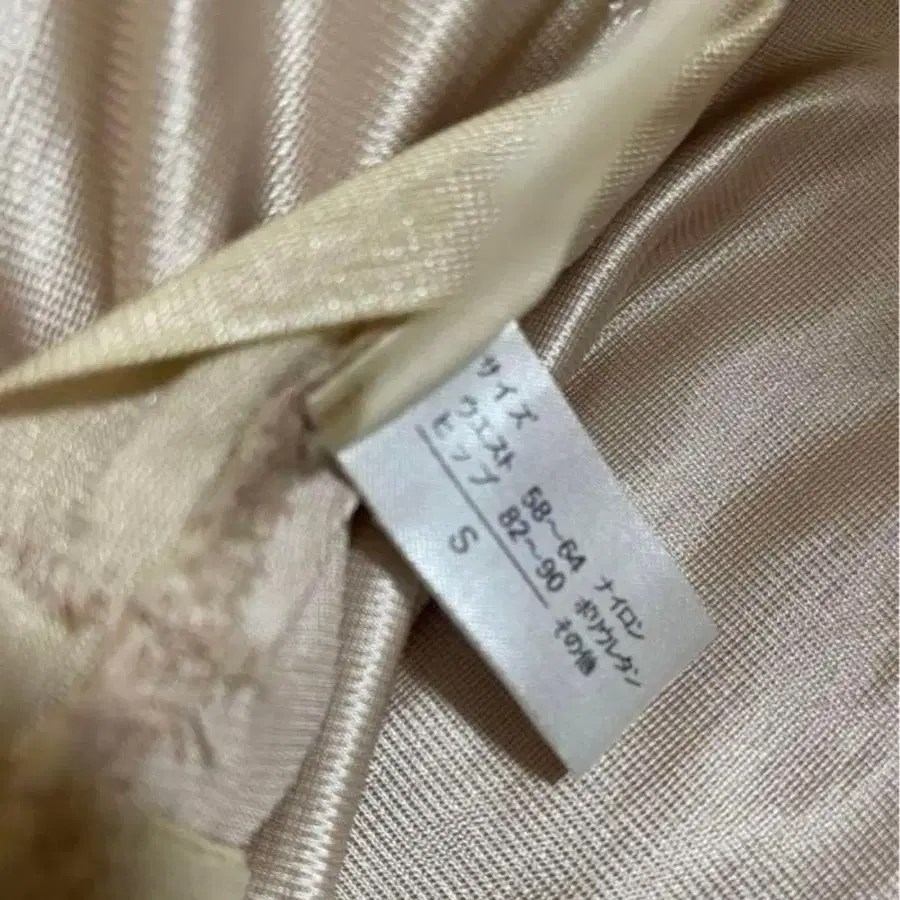 サイズ
ウエスト 58〜64
ヒップ 82〜90
S
ナイロン
ポリウレタン
その他